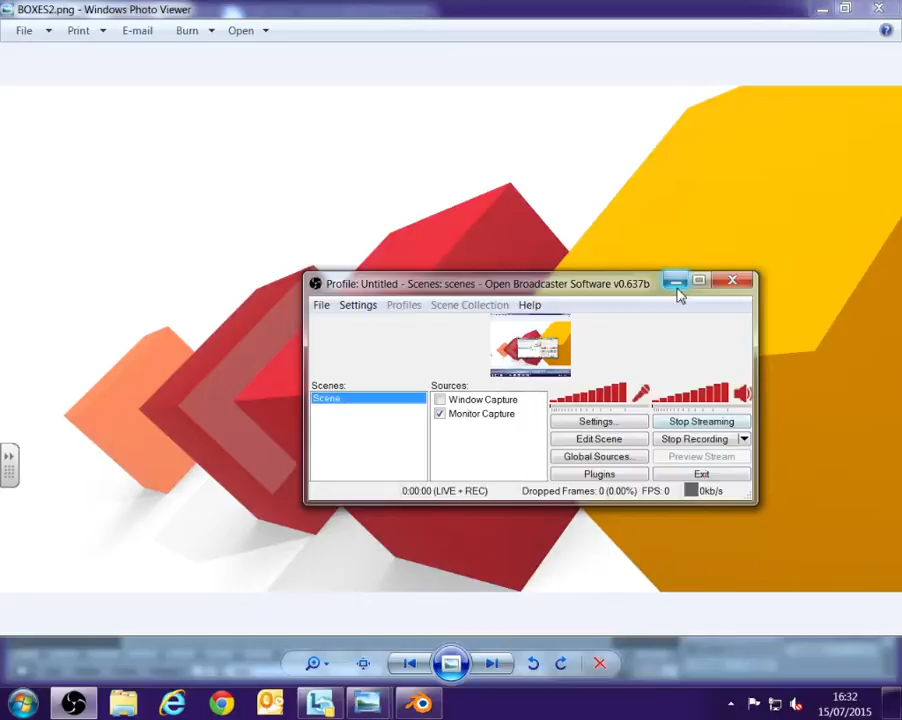 BOXES2.png - Windows Photo Viewer
File Print E-mail Burn Open
Profile: Untitled - Scenes: scenes - Open Broadcaster Software v0.637b
File Settings Profiles Scene Collection Help
Scenes: Sources:
Scene
Window Capture
Monitor Capture
Settings... Stop Streaming
Edit Scene Stop Recording
Global Sources... Preview Stream
Plugins Exit
0:00:00 (LIVE + REC) Dropped Frames: 0 (0.00%) FPS: 0 0kb/s
16:32
15/07/2015